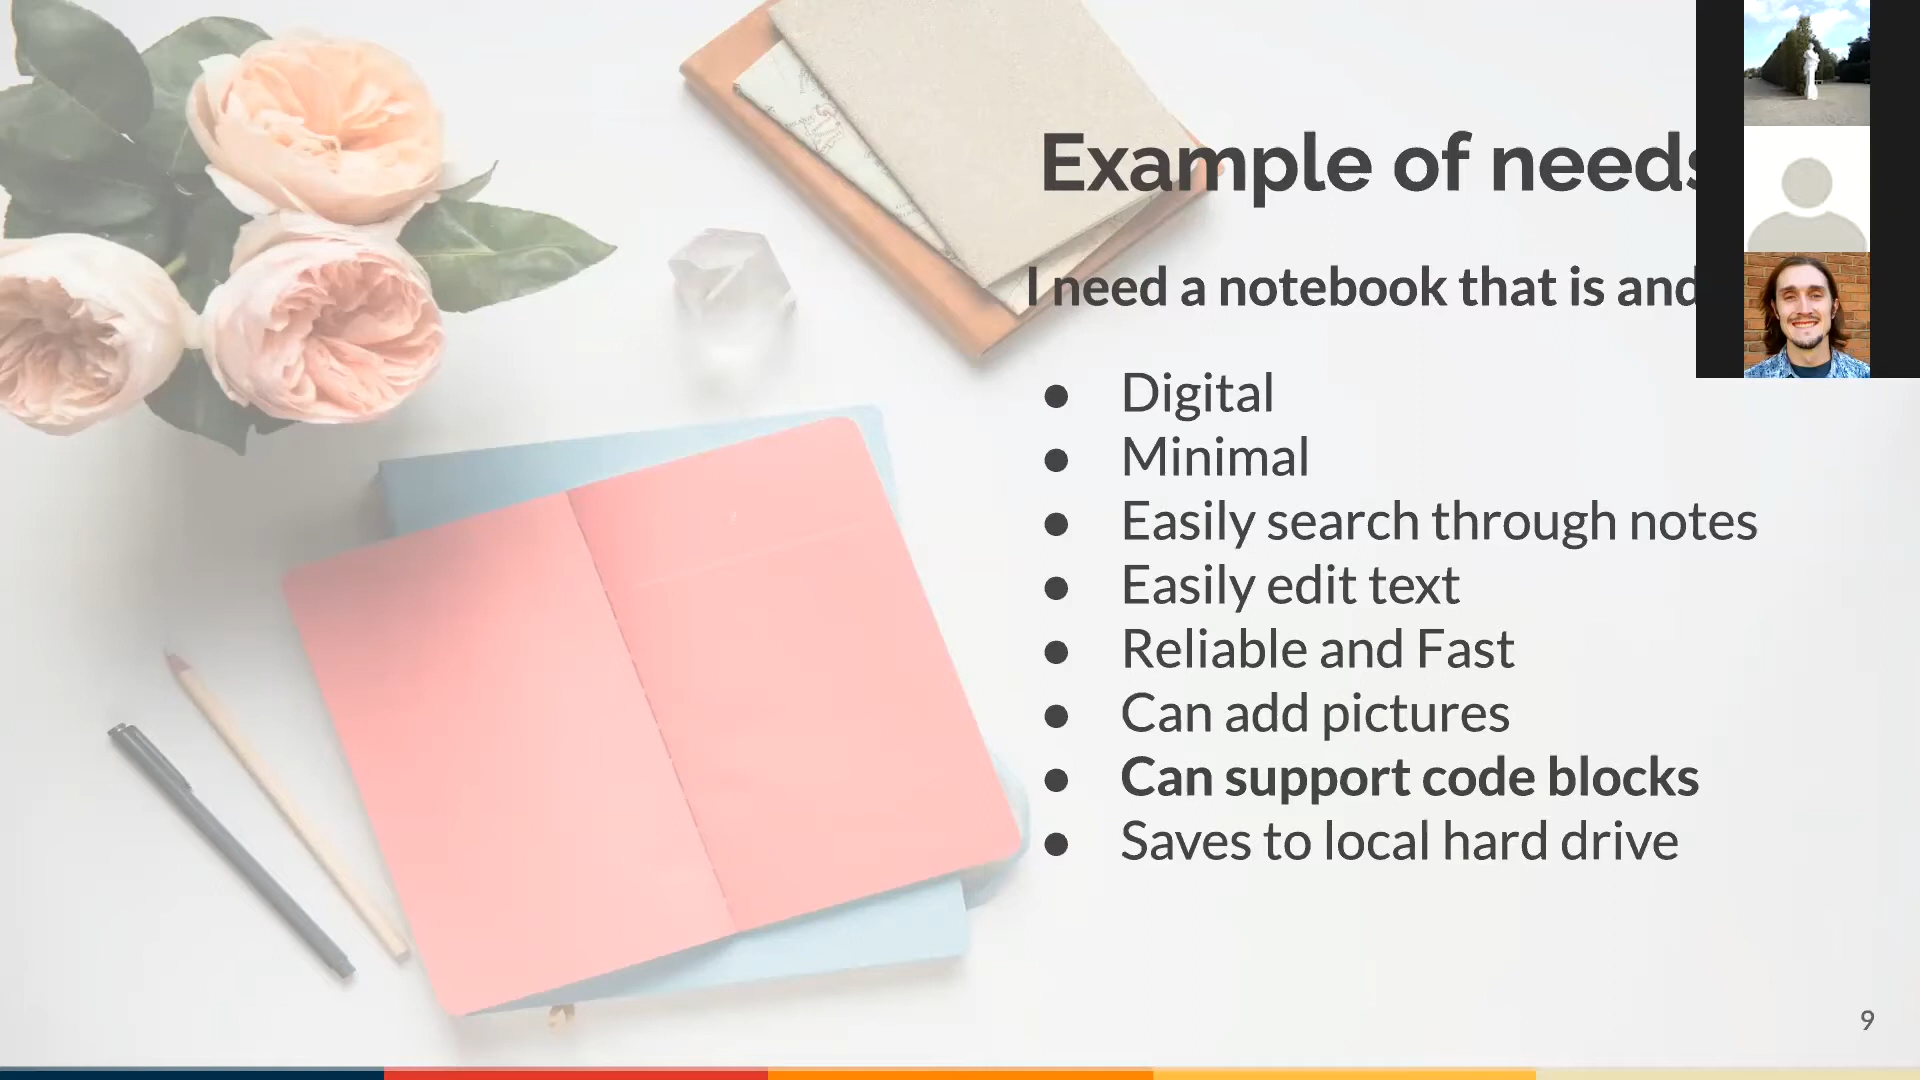 Example of needs
I need a notebook that is and
Digital
Minimal
Easily search through notes
Easily edit text
Reliable and Fast
Can add pictures
Can support code blocks
Saves to local hard drive
9